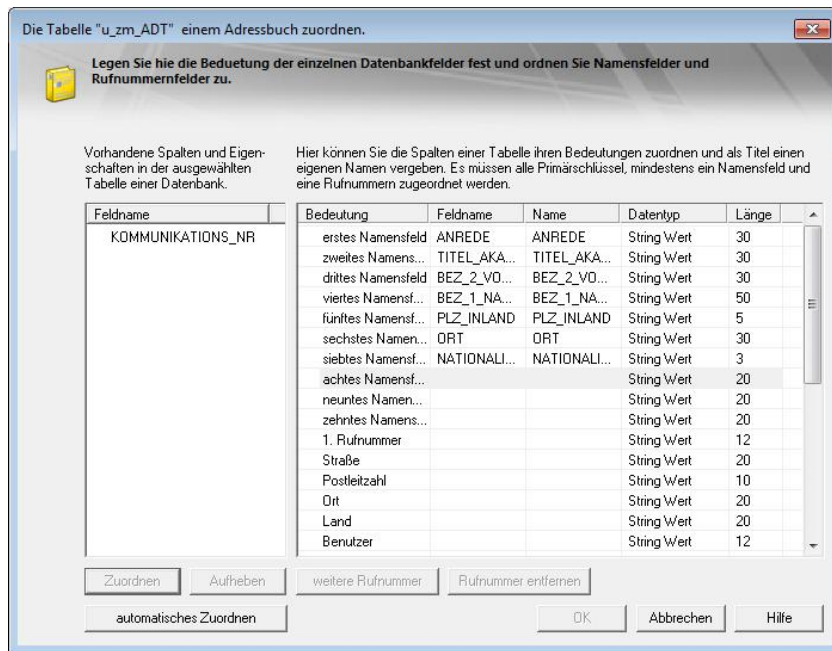 Die Tabelle "u_zm_ADT" einem Adressbuch zuordnen.
Legen Sie hie die Beduetung der einzelnen Datenbankfelder fest und ordnen Sie Namensfelder und
Rufnummernfelder zu.
Vorhandene Spalten und Eigen-
schaften in der ausgewählten
Tabelle einer Datenbank.
Hier können Sie die Spalten einer Tabelle ihren Bedeutungen zuordnen und als Titel einen
eigenen Namen vergeben. Es müssen alle Primärschlüssel, mindestens ein Namensfeld und
eine Rufnummern zugeordnet werden.
Feldname
KOMMUNIKATIONS_NR
Bedeutung Feldname Name Datentyp Länge
erstes Namensfeld ANREDE ANREDE String Wert 30
zweites Namens... TITEL_AKA... TITEL_AKA... String Wert 30
drittes Namensfeld BEZ_2_VO... BEZ_2_VO... String Wert 30
viertes Namensf... BEZ_1_NA... BEZ_1_NA... String Wert 50
fünftes Namensf... PLZ_INLAND PLZ_INLAND String Wert 5
sechstes Namen... ORT ORT String Wert 30
siebtes Namensf... NATIONALI... NATIONALI... String Wert 3
achtes Namensf... String Wert 20
neuntes Namen... String Wert 20
zehntes Namens... String Wert 20
1. Rufnummer String Wert 12
Straße String Wert 20
Postleitzahl String Wert 10
Ort String Wert 20
Land String Wert 20
Benutzer String Wert 12
Zuordnen Aufheben weitere Rufnummer Rufnummer entfernen
automatisches Zuordnen OK Abbrechen Hilfe